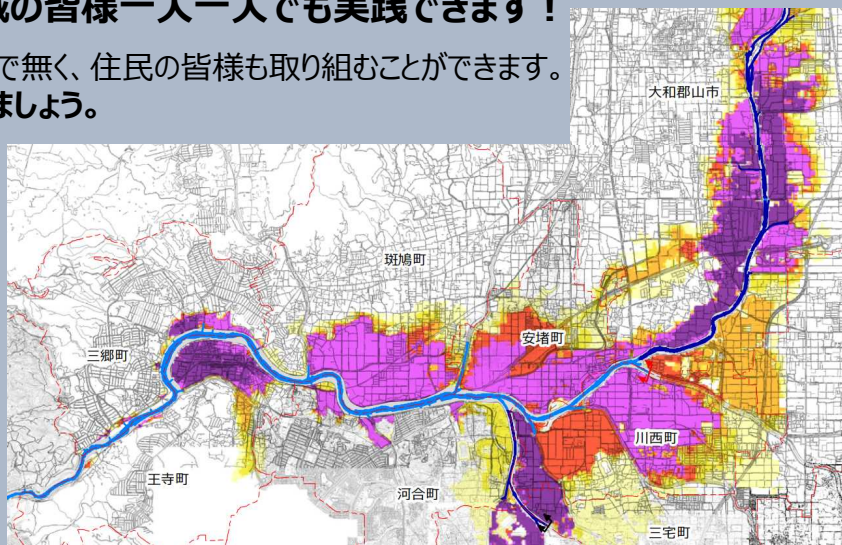 の皆様一人一人でも実践できます！
で無く、住民の皆様も取り組むことができます。
ましょう。
大和郡山市
斑鳩町
安堵町
三郷町
川西町
王寺町
河合町
三宅町